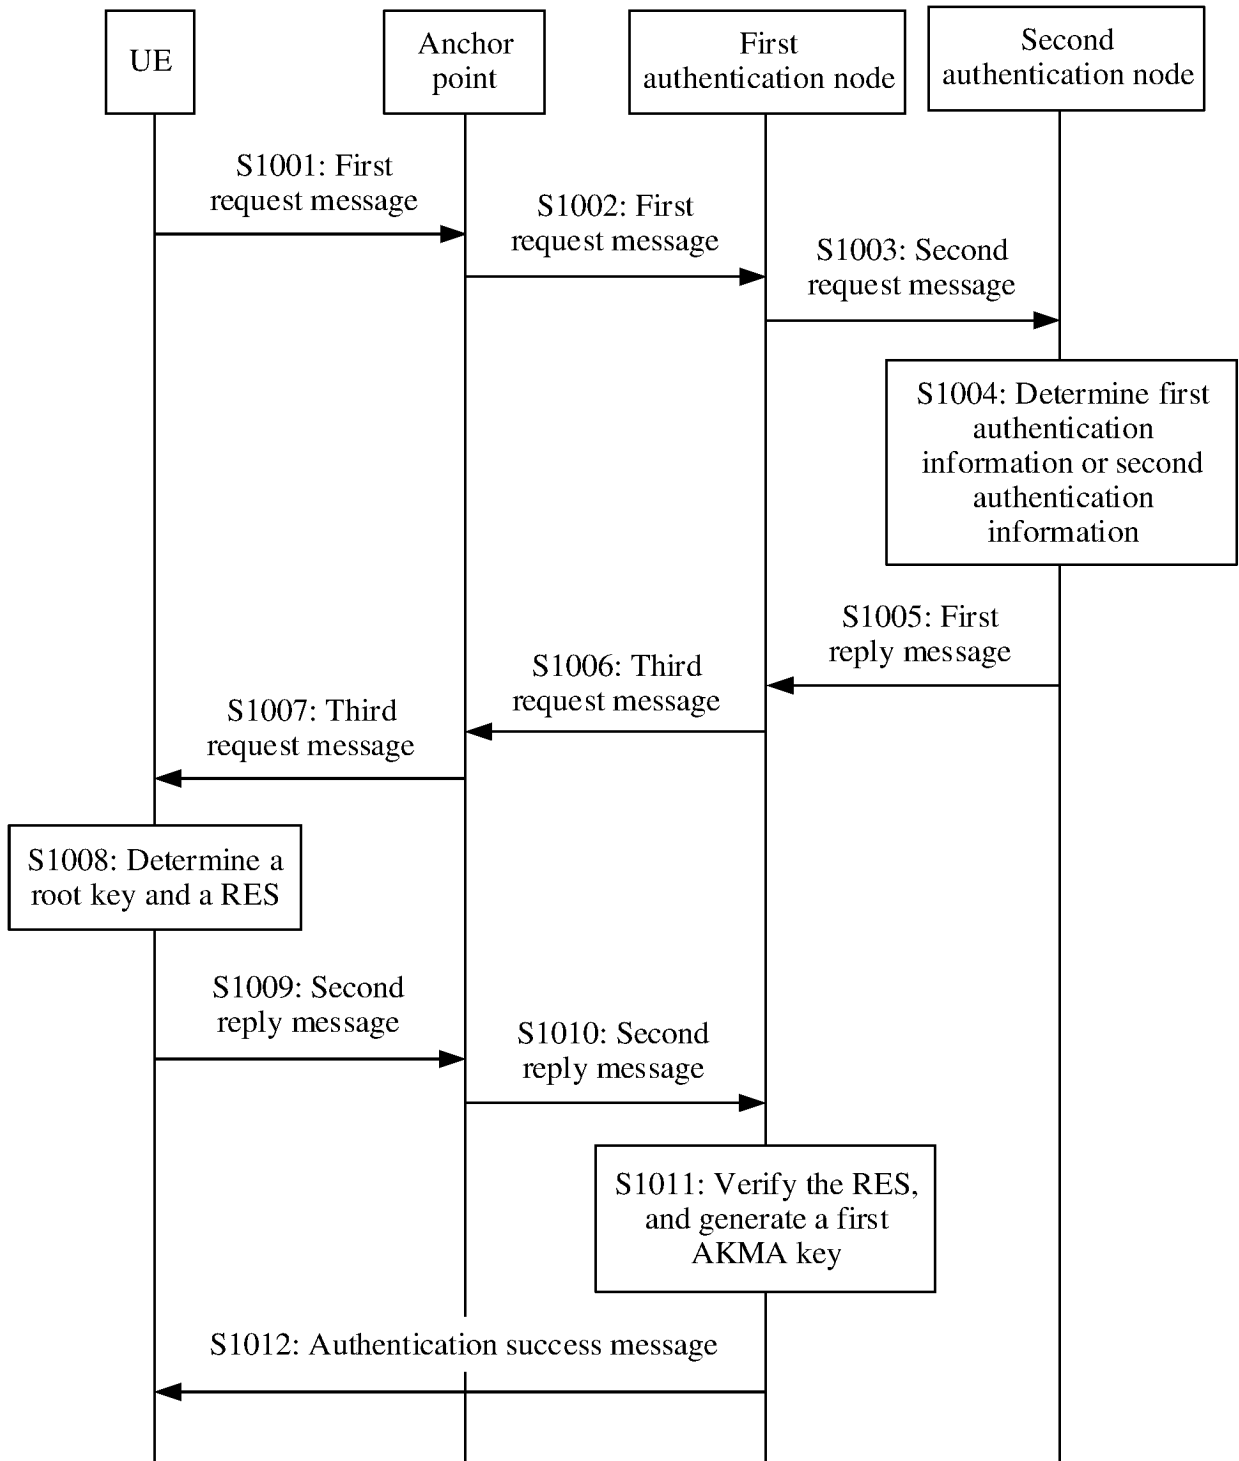 UE
Anchor
point
First
authentication node
Second
authentication node
S1001: First
request message
S1002: First
request message
S1003: Second
request message
S1004: Determine first
authentication
information or second
authentication
information
S1005: First
reply message
S1006: Third
request message
S1007: Third
request message
S1008: Determine a
root key and a RES
S1009: Second
reply message
S1010: Second
reply message
S1011: Verify the RES,
and generate a first
AKMA key
S1012: Authentication success message